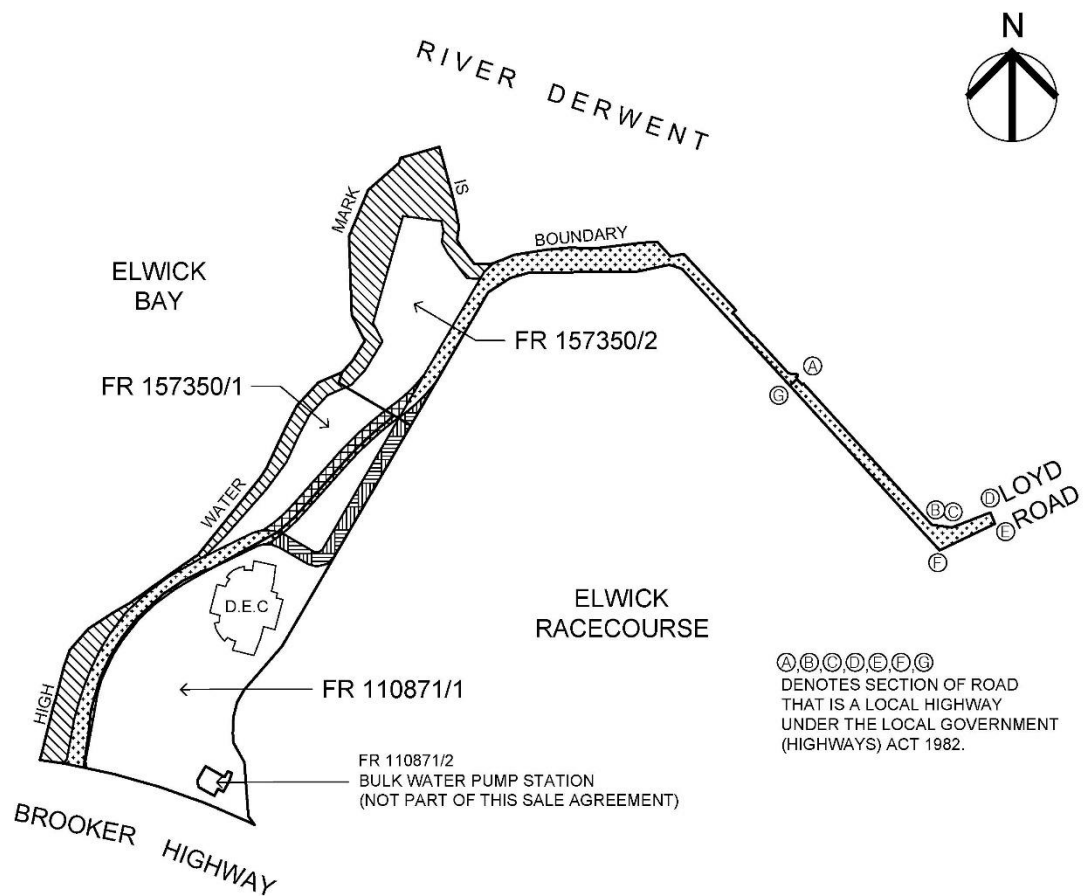 N
RIVER DERWENT
MARK
IS
BOUNDARY
ELWICK
BAY
FR 157350/2
FR 157350/1
A
G
WATER
B C D LOYD
E ROAD
F
D.E.C
ELWICK
RACECOURSE
HIGH
FR 110871/1
A,B,C,D,E,F,G
DENOTES SECTION OF ROAD
THAT IS A LOCAL HIGHWAY
UNDER THE LOCAL GOVERNMENT
(HIGHWAYS) ACT 1982.
FR 110871/2
BULK WATER PUMP STATION
(NOT PART OF THIS SALE AGREEMENT)
BROOKER HIGHWAY